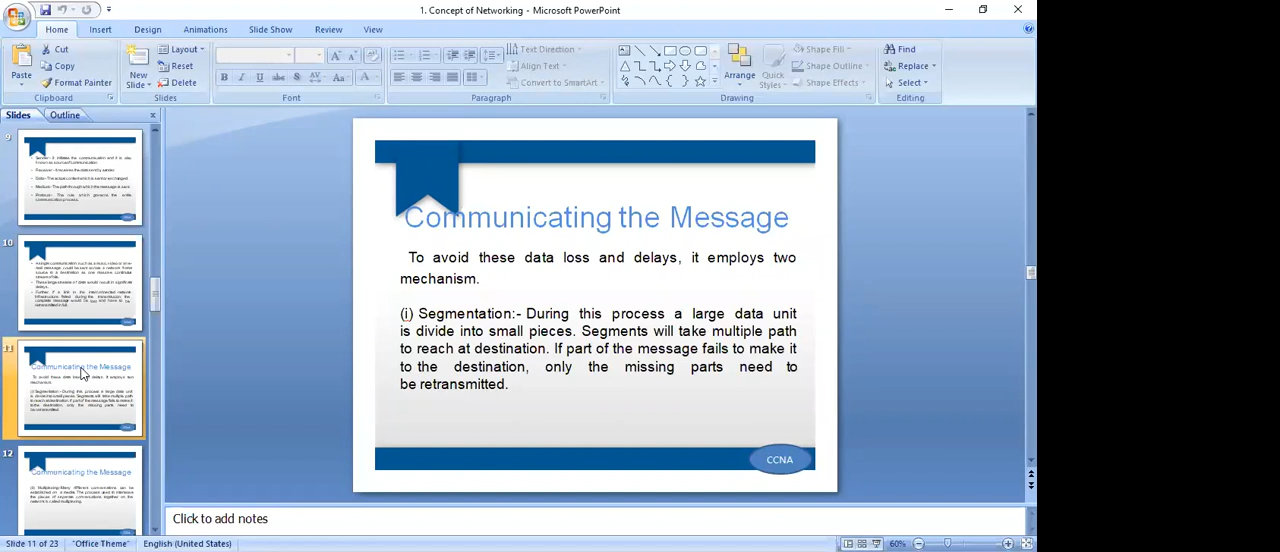 1. Concept of Networking - Microsoft PowerPoint
Home Insert Design Animations Slide Show Review View
Paste
Cut
Copy
Format Painter
Clipboard
New
Slide
Layout
Reset
Delete
Slides
Font
Text Direction
Align Text
Convert to SmartArt
Paragraph
Arrange
Quick
Styles
Shape Fill
Shape Outline
Shape Effects
Drawing
Find
Replace
Select
Editing
Slides Outline
9
10
11
Communicating the Message
12
Communicating the Message
Communicating the Message
To avoid these data loss and delays, it employs two
mechanism.
(i) Segmentation:- During this process a large data unit
is divide into small pieces. Segments will take multiple path
to reach at destination. If part of the message fails to make it
to the destination, only the missing parts need to
be retransmitted.
CCNA
Click to add notes
Slide 11 of 23 "Office Theme" English (United States) 60%